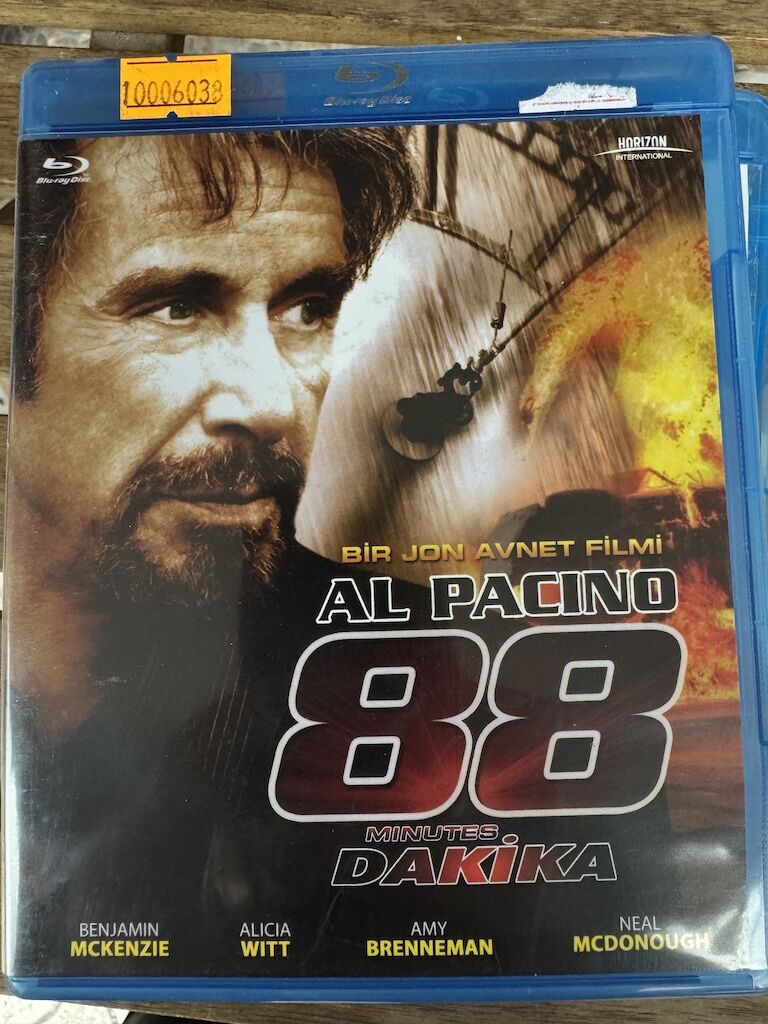 10006038
Blu-ray Disc
Blu-ray Disc
HORIZON
INTERNATIONAL
BİR JON AVNET FİLMİ
AL PACINO
88
MINUTES
DAKİKA
BENJAMIN
MCKENZIE
ALICIA
WITT
AMY
BRENNEMAN
NEAL
MCDONOUGH